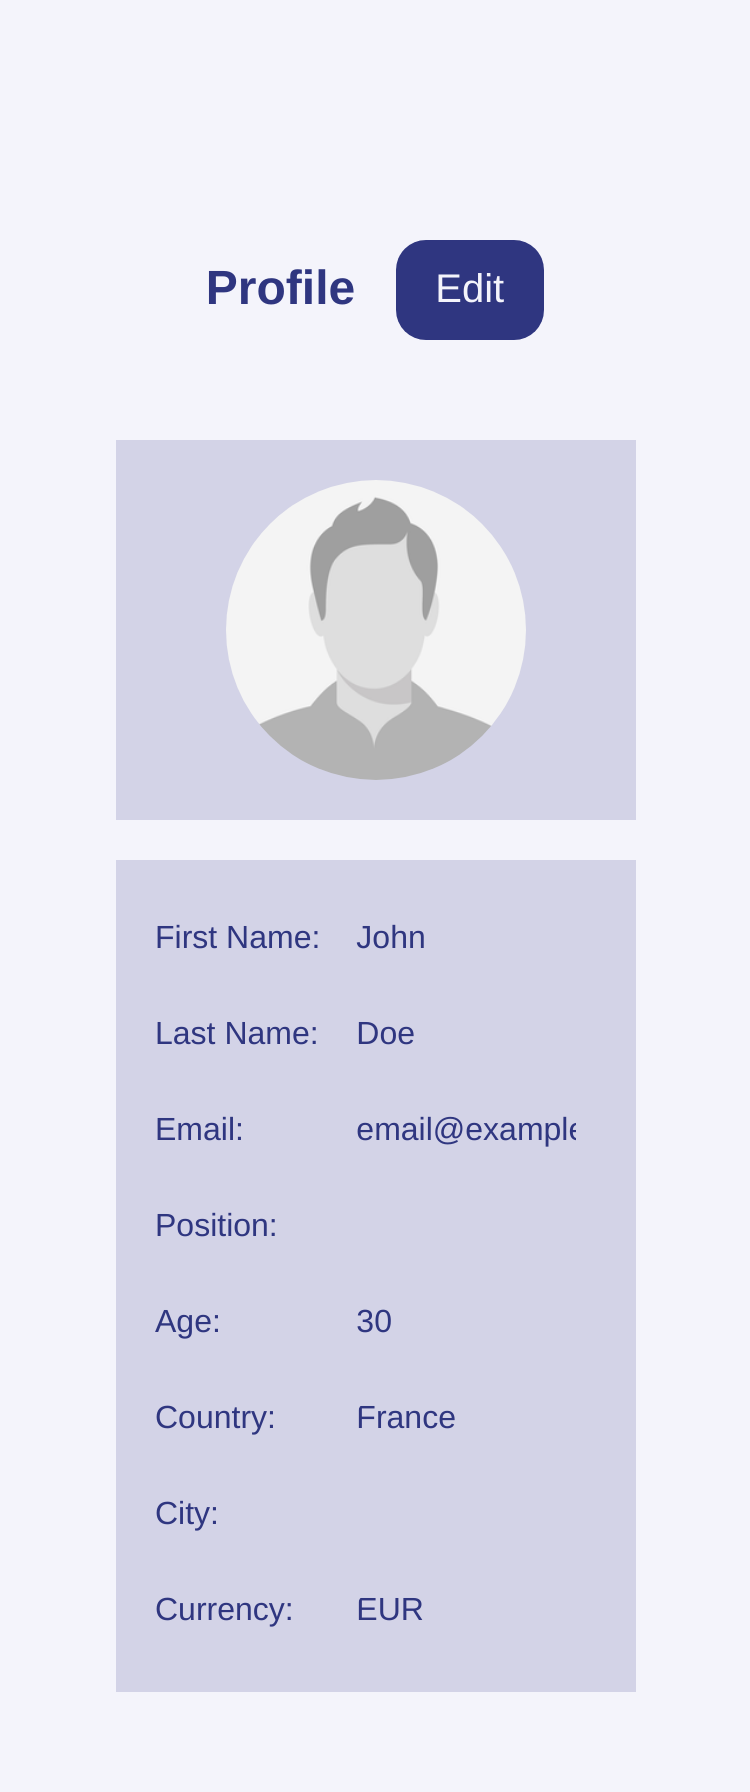 Profile Edit
First Name: John
Last Name: Doe
Email: email@example
Position:
Age: 30
Country: France
City:
Currency: EUR